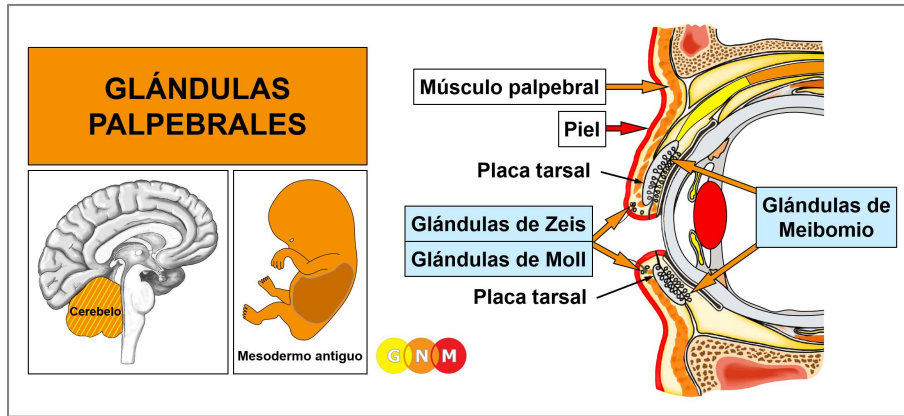 GLÁNDULAS
PALPEBRALES
Cerebelo
Mesodermo antiguo
GNM
Músculo palpebral
Piel
Placa tarsal
Glándulas de Zeis
Glándulas de Moll
Placa tarsal
Glándulas de
Meibomio